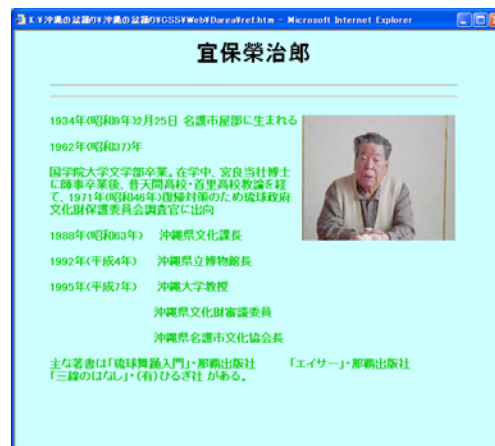 K:¥沖縄の盆踊り¥沖縄の盆踊り¥CSS¥Web¥Darea¥ref.htm - Microsoft Internet Explorer
宜保榮治郎
1934年(昭和9年)2月25日 名護市屋部に生まれる
1962年(昭和37)年
国学院大学文学部卒業。在学中、宮良当社博士
に師事卒業後、普天間高校・首里高校教諭を経
て、1971年(昭和46年)復帰対策のため琉球政府
文化財保護委員会調査官に出向
1988年(昭和63年) 沖縄県文化課長
1992年(平成4年) 沖縄県立博物館長
1995年(平成7年) 沖縄大学教授
沖縄県文化財審議委員
沖縄県名護市文化協会長
主な著書は「琉球舞踊入門」・那覇出版社 「エイサー」・那覇出版社
「三線のはなし」・(有)ひるぎ社 がある。